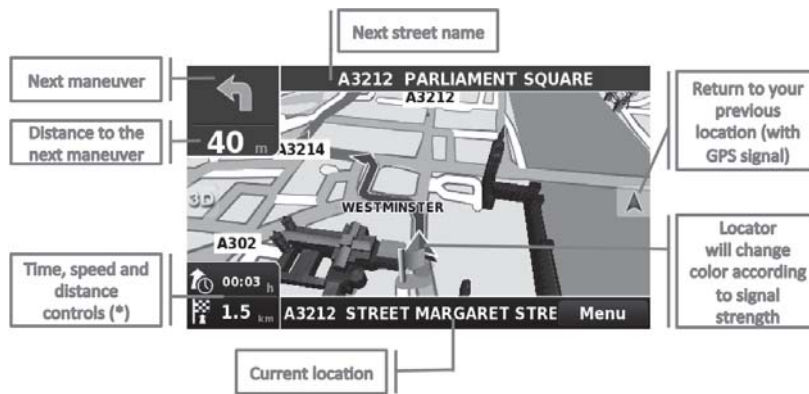 Next street name
Next maneuver
A3212 PARLIAMENT SQUARE
A3212
Return to your
previous
location (with
GPS signal)
Distance to the
next maneuver
40 m
A3214
3D
WESTMINSTER
A302
Locator
will change
color according
to signal
strength
Time, speed and
distance
controls (*)
00:03 h
1.5 km
A3212 STREET MARGARET STRE
Menu
Current location